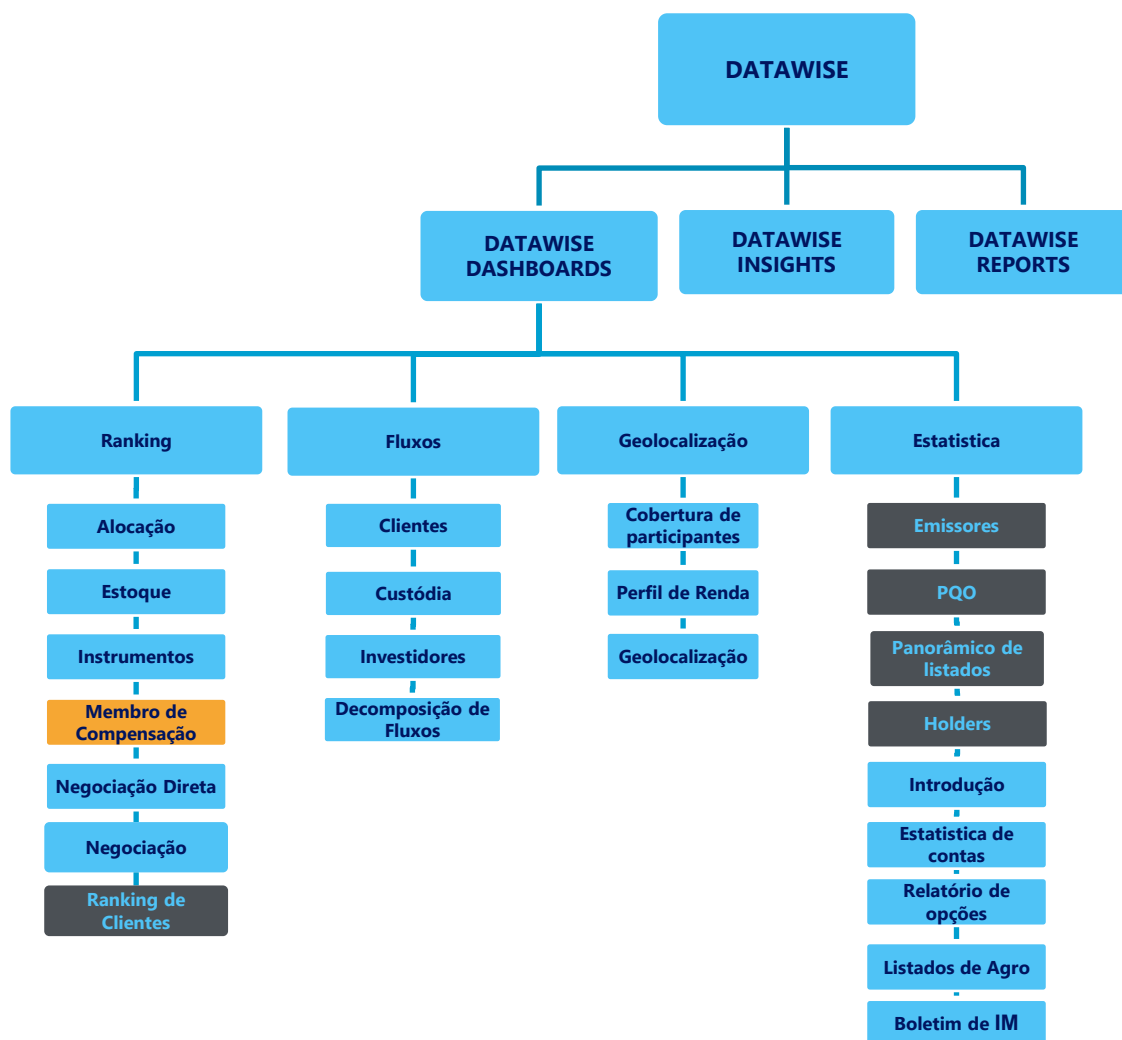 DATAWISE
DATAWISE
DASHBOARDS
DATAWISE
INSIGHTS
DATAWISE
REPORTS
Ranking
Fluxos
Geolocalização
Estatistica
Alocação
Estoque
Instrumentos
Membro de
Compensação
Negociação Direta
Negociação
Ranking de
Clientes
Clientes
Custódia
Investidores
Decomposição de
Fluxos
Cobertura de
participantes
Perfil de Renda
Geolocalização
Emissores
PQO
Panorâmico de
listados
Holders
Introdução
Estatistica de
contas
Relatório de
opções
Listados de Agro
Boletim de IM